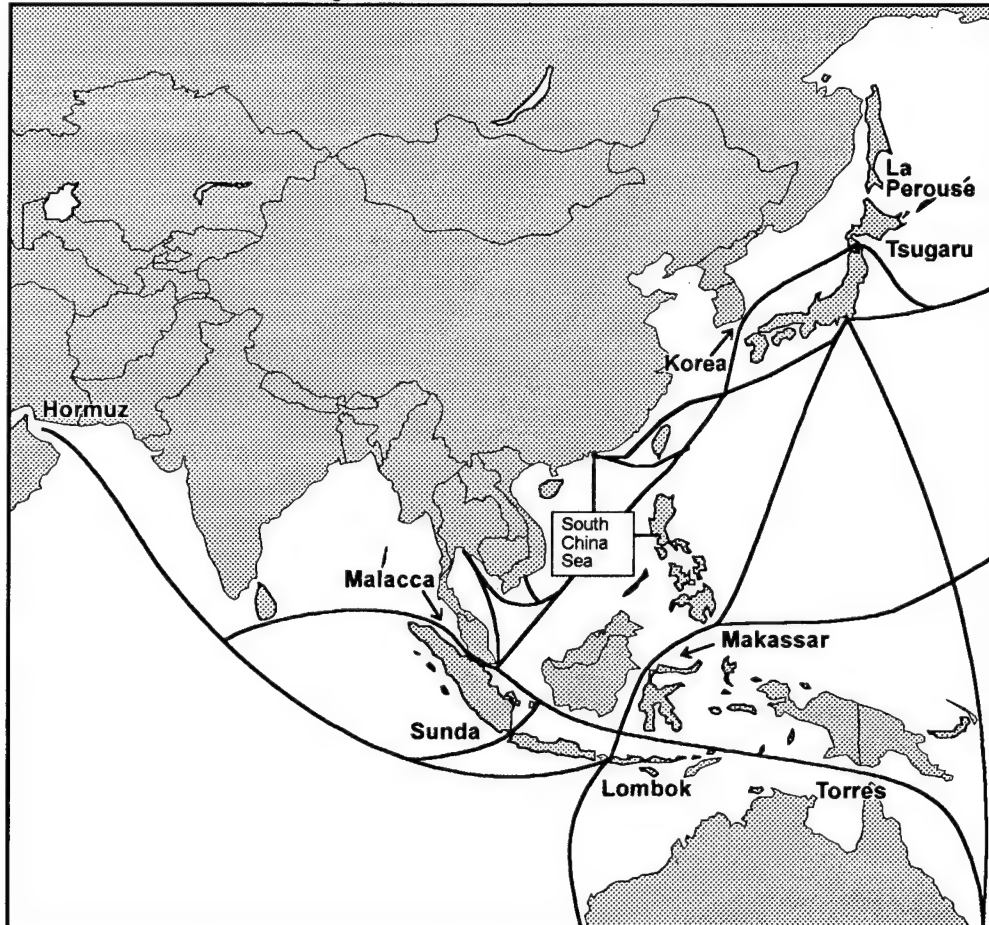 La
Perousé
Tsugaru
Korea
Hormuz
South
China
Sea
Malacca
Makassar
Sunda
Lombok
Torres